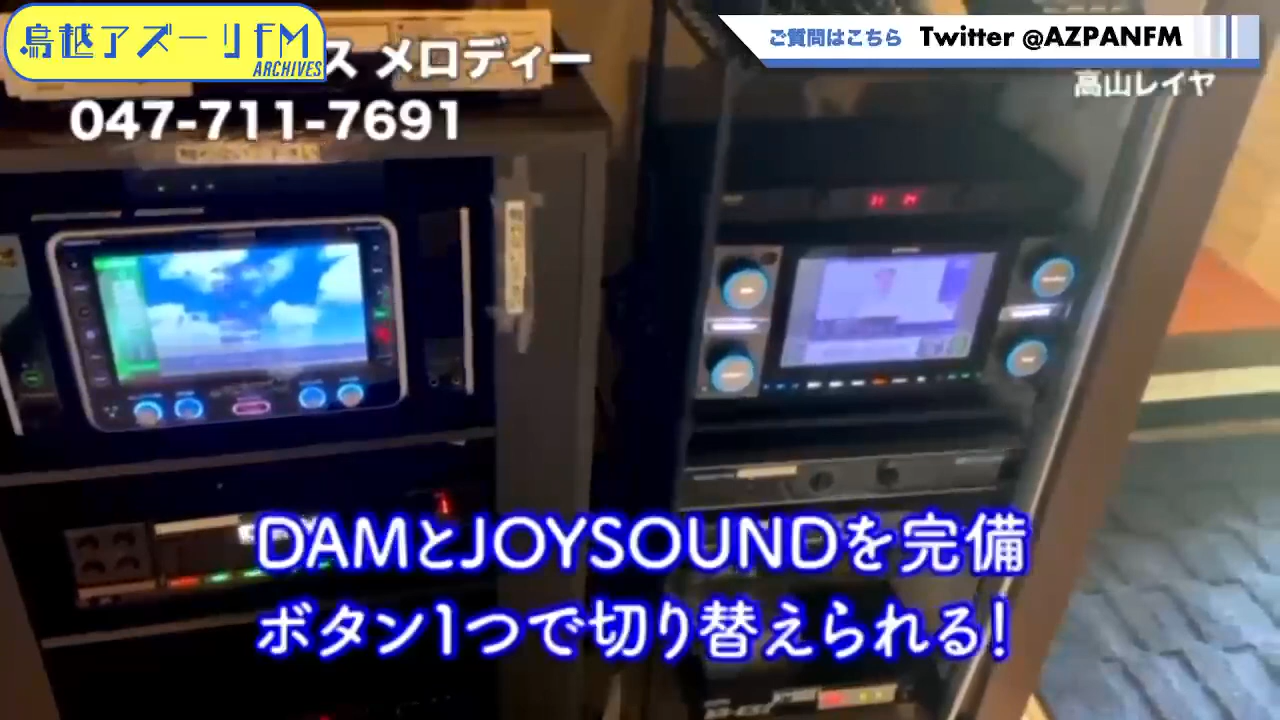 鳥越アズーリFM
ARCHIVES
ス メロディー
047-711-7691
ご質問はこちら Twitter @AZPANFM
高山レイヤ
DAMとJOYSOUNDを完備
ボタン1つで切り替えられる!